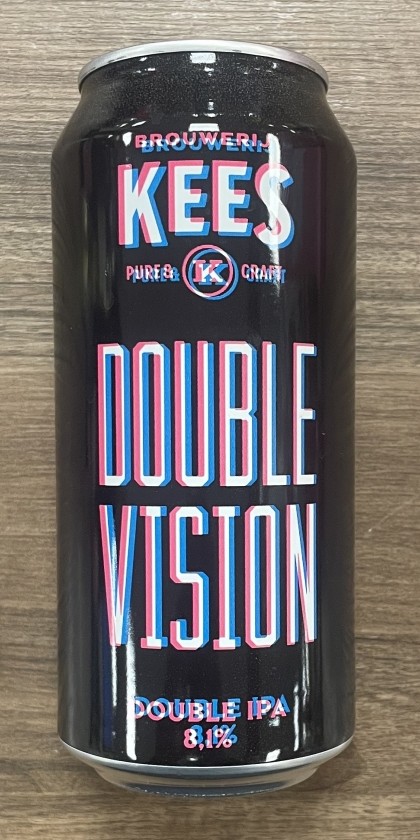 BROUWERIJ
KEES
PURE & K CRAFT
DOUBLE
VISION
DOUBLE IPA
8,1%